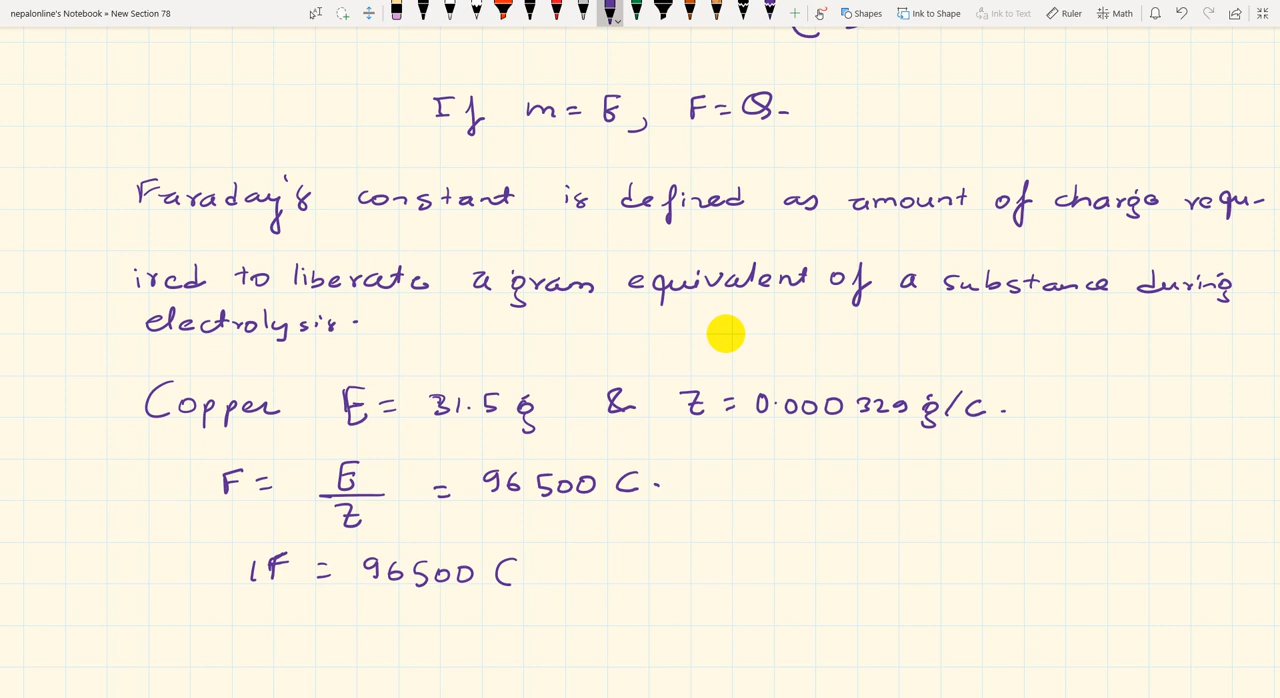 nepalonline's Notebook » New Section 78
Shapes Ink to Shape Ink to Text Ruler Math
If m = E, F = Q.
Faraday's constant is defined as amount of charge requ-
ired to liberate a gram equivalent of a substance during
electrolysis.
Copper E = 31.5 g & Z = 0.000329 g/C.
F = E/Z = 96500 C.
1F = 96500 C